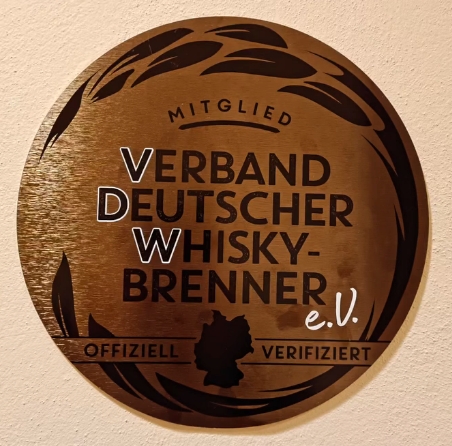 MITGLIED
VERBAND
DEUTSCHER
WHISKY-
BRENNER
e.V.
OFFIZIELL VERIFIZIERT